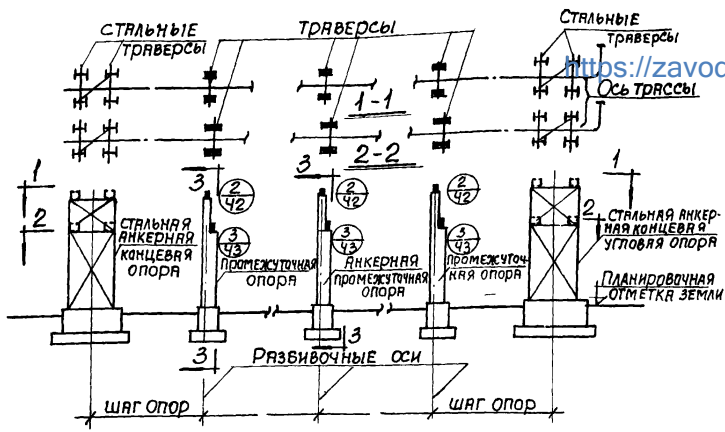 СТАЛЬНЫЕ
ТРАВЕРСЫ
ТРАВЕРСЫ
СТАЛЬНЫЕ
ТРАВЕРСЫ
https://zavod
ОСЬ ТРАССЫ
1-1
2-2
1
2
3
2/42
3
2/42
2/42
1
2
3/43
3/43
3/43
СТАЛЬНАЯ
АНКЕРНАЯ
КОНЦЕВАЯ
ОПОРА
ПРОМЕЖУТОЧНАЯ
ОПОРА
АНКЕРНАЯ
ПРОМЕЖУТОЧНАЯ
ОПОРА
ПРОМЕЖУТОЧ-
НАЯ ОПОРА
СТАЛЬНАЯ АНКЕР-
НАЯ КОНЦЕВАЯ
УГЛОВАЯ ОПОРА
ПЛАНИРОВОЧНАЯ
ОТМЕТКА ЗЕМЛИ
3
3
РАЗБИВОЧНЫЕ ОСИ
ШАГ ОПОР
ШАГ ОПОР